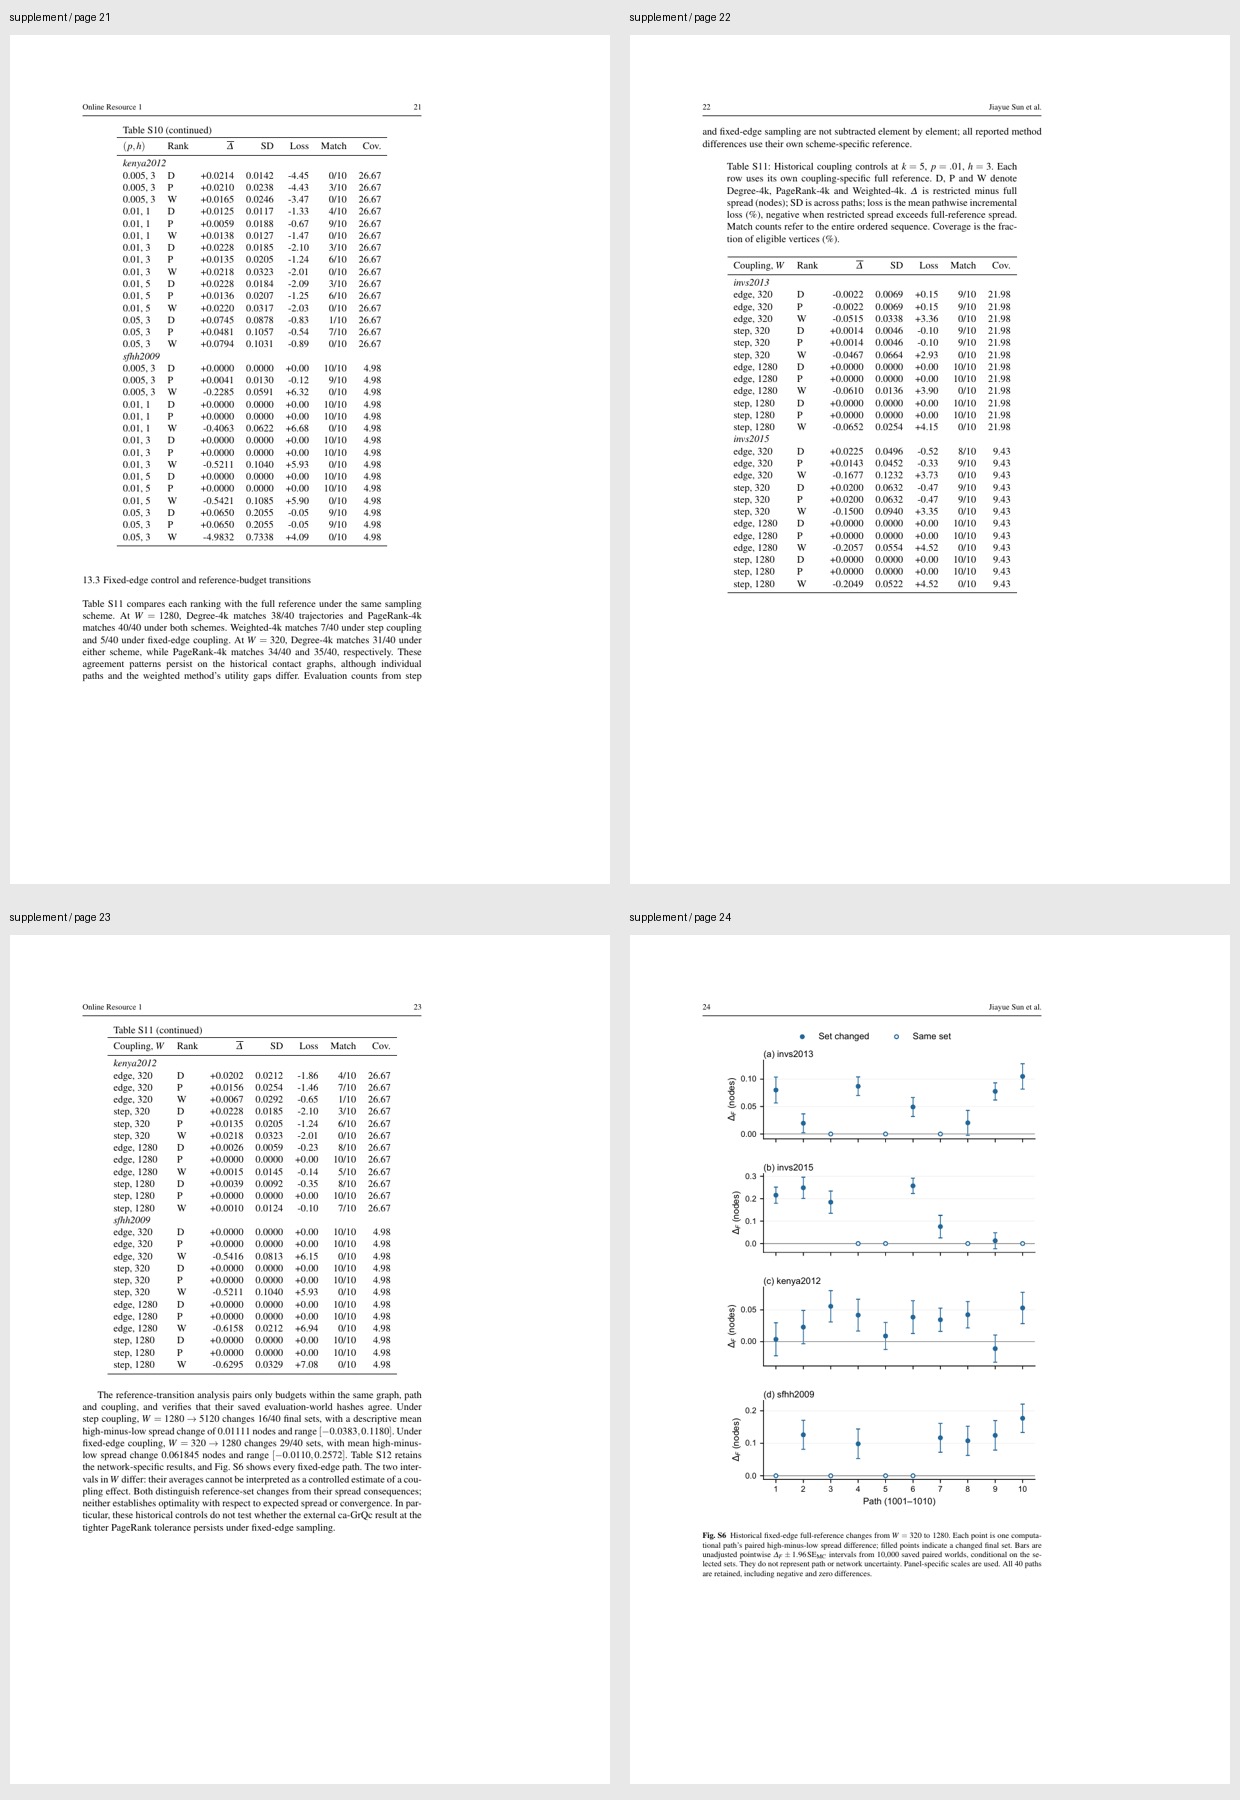 supplement / page 21
Online Resource 1 21
Table S10 (continued)
(p,h) Rank Δ̅ SD Loss Match Cov.
kenya2012
0.005, 3 D +0.0214 0.0142 -4.45 0/10 26.67
0.005, 3 P +0.0210 0.0238 -4.43 3/10 26.67
0.005, 3 W +0.0165 0.0246 -3.47 0/10 26.67
0.01, 1 D +0.0125 0.0117 -1.33 4/10 26.67
0.01, 1 P +0.0059 0.0188 -0.67 9/10 26.67
0.01, 1 W +0.0138 0.0127 -1.47 0/10 26.67
0.01, 3 D +0.0228 0.0185 -2.10 3/10 26.67
0.01, 3 P +0.0135 0.0205 -1.24 6/10 26.67
0.01, 3 W +0.0218 0.0323 -2.01 0/10 26.67
0.01, 5 D +0.0228 0.0184 -2.09 3/10 26.67
0.01, 5 P +0.0136 0.0207 -1.25 6/10 26.67
0.01, 5 W +0.0220 0.0317 -2.03 0/10 26.67
0.05, 3 D +0.0745 0.0878 -0.83 1/10 26.67
0.05, 3 P +0.0481 0.1057 -0.54 7/10 26.67
0.05, 3 W +0.0794 0.1031 -0.89 0/10 26.67
sfhh2009
0.005, 3 D +0.0000 0.0000 +0.00 10/10 4.98
0.005, 3 P +0.0041 0.0130 -0.12 9/10 4.98
0.005, 3 W -0.2285 0.0591 +6.32 0/10 4.98
0.01, 1 D +0.0000 0.0000 +0.00 10/10 4.98
0.01, 1 P +0.0000 0.0000 +0.00 10/10 4.98
0.01, 1 W -0.4063 0.0622 +6.68 0/10 4.98
0.01, 3 D +0.0000 0.0000 +0.00 10/10 4.98
0.01, 3 P +0.0000 0.0000 +0.00 10/10 4.98
0.01, 3 W -0.5211 0.1040 +5.93 0/10 4.98
0.01, 5 D +0.0000 0.0000 +0.00 10/10 4.98
0.01, 5 P +0.0000 0.0000 +0.00 10/10 4.98
0.01, 5 W -0.5421 0.1085 +5.90 0/10 4.98
0.05, 3 D +0.0650 0.2055 -0.05 9/10 4.98
0.05, 3 P +0.0650 0.2055 -0.05 9/10 4.98
0.05, 3 W -4.9832 0.7338 +4.09 0/10 4.98
13.3 Fixed-edge control and reference-budget transitions
Table S11 compares each ranking with the full reference under the same sampling
scheme. At W = 1280, Degree-4k matches 38/40 trajectories and PageRank-4k
matches 40/40 under both schemes. Weighted-4k matches 7/40 under step coupling
and 5/40 under fixed-edge coupling. At W = 320, Degree-4k matches 31/40 under
either scheme, while PageRank-4k matches 34/40 and 35/40, respectively. These
agreement patterns persist on the historical contact graphs, although individual
paths and the weighted method's utility gaps differ. Evaluation counts from step
supplement / page 22
22 Jiayue Sun et al.
and fixed-edge sampling are not subtracted element by element; all reported method
differences use their own scheme-specific reference.
Table S11: Historical coupling controls at k = 5, p = .01, h = 3. Each
row uses its own coupling-specific full reference. D, P and W denote
Degree-4k, PageRank-4k and Weighted-4k. Δ is restricted minus full
spread (nodes); SD is across paths; loss is the mean pathwise incremental
loss (%), negative when restricted spread exceeds full-reference spread.
Match counts refer to the entire ordered sequence. Coverage is the frac-
tion of eligible vertices (%).
Coupling, W Rank Δ̅ SD Loss Match Cov.
invs2013
edge, 320 D -0.0022 0.0069 +0.15 9/10 21.98
edge, 320 P -0.0022 0.0069 +0.15 9/10 21.98
edge, 320 W -0.0515 0.0338 +3.36 0/10 21.98
step, 320 D +0.0014 0.0046 -0.10 9/10 21.98
step, 320 P +0.0014 0.0046 -0.10 9/10 21.98
step, 320 W -0.0467 0.0664 +2.93 0/10 21.98
edge, 1280 D +0.0000 0.0000 +0.00 10/10 21.98
edge, 1280 P +0.0000 0.0000 +0.00 10/10 21.98
edge, 1280 W -0.0610 0.0136 +3.90 0/10 21.98
step, 1280 D +0.0000 0.0000 +0.00 10/10 21.98
step, 1280 P +0.0000 0.0000 +0.00 10/10 21.98
step, 1280 W -0.0652 0.0254 +4.15 0/10 21.98
invs2015
edge, 320 D +0.0225 0.0496 -0.52 8/10 9.43
edge, 320 P +0.0143 0.0452 -0.33 9/10 9.43
edge, 320 W -0.1677 0.1232 +3.73 0/10 9.43
step, 320 D +0.0200 0.0632 -0.47 9/10 9.43
step, 320 P +0.0200 0.0632 -0.47 9/10 9.43
step, 320 W -0.1500 0.0940 +3.35 0/10 9.43
edge, 1280 D +0.0000 0.0000 +0.00 10/10 9.43
edge, 1280 P +0.0000 0.0000 +0.00 10/10 9.43
edge, 1280 W -0.2057 0.0554 +4.52 0/10 9.43
step, 1280 D +0.0000 0.0000 +0.00 10/10 9.43
step, 1280 P +0.0000 0.0000 +0.00 10/10 9.43
step, 1280 W -0.2049 0.0522 +4.52 0/10 9.43
supplement / page 23
Online Resource 1 23
Table S11 (continued)
Coupling, W Rank Δ̅ SD Loss Match Cov.
kenya2012
edge, 320 D +0.0202 0.0212 -1.86 4/10 26.67
edge, 320 P +0.0156 0.0254 -1.46 7/10 26.67
edge, 320 W +0.0067 0.0292 -0.65 1/10 26.67
step, 320 D +0.0228 0.0185 -2.10 3/10 26.67
step, 320 P +0.0135 0.0205 -1.24 6/10 26.67
step, 320 W +0.0218 0.0323 -2.01 0/10 26.67
edge, 1280 D +0.0026 0.0059 -0.23 8/10 26.67
edge, 1280 P +0.0000 0.0000 +0.00 10/10 26.67
edge, 1280 W +0.0015 0.0145 -0.14 5/10 26.67
step, 1280 D +0.0039 0.0092 -0.35 8/10 26.67
step, 1280 P +0.0000 0.0000 +0.00 10/10 26.67
step, 1280 W +0.0010 0.0124 -0.10 7/10 26.67
sfhh2009
edge, 320 D +0.0000 0.0000 +0.00 10/10 4.98
edge, 320 P +0.0000 0.0000 +0.00 10/10 4.98
edge, 320 W -0.5416 0.0813 +6.15 0/10 4.98
step, 320 D +0.0000 0.0000 +0.00 10/10 4.98
step, 320 P +0.0000 0.0000 +0.00 10/10 4.98
step, 320 W -0.5211 0.1040 +5.93 0/10 4.98
edge, 1280 D +0.0000 0.0000 +0.00 10/10 4.98
edge, 1280 P +0.0000 0.0000 +0.00 10/10 4.98
edge, 1280 W -0.6158 0.0212 +6.94 0/10 4.98
step, 1280 D +0.0000 0.0000 +0.00 10/10 4.98
step, 1280 P +0.0000 0.0000 +0.00 10/10 4.98
step, 1280 W -0.6295 0.0329 +7.08 0/10 4.98
The reference-transition analysis pairs only budgets within the same graph, path
and coupling, and verifies that their saved evaluation-world hashes agree. Under
step coupling, W = 1280 → 5120 changes 16/40 final sets, with a descriptive mean
high-minus-low spread change of 0.01111 nodes and range [−0.0383,0.1180]. Under
fixed-edge coupling, W = 320 → 1280 changes 29/40 sets, with mean high-minus-
low spread change 0.061845 nodes and range [−0.0110,0.2572]. Table S12 retains
the network-specific results, and Fig. S6 shows every fixed-edge path. The two inter-
vals in W differ: their averages cannot be interpreted as a controlled estimate of a cou-
pling effect. Both distinguish reference-set changes from their spread consequences;
neither establishes optimality with respect to expected spread or convergence. In par-
ticular, these historical controls do not test whether the external ca-GrQc result at the
tighter PageRank tolerance persists under fixed-edge sampling.
supplement / page 24
24 Jiayue Sun et al.
Set changed Same set
(a) invs2013
0.10
0.05
0.00
Δ_F (nodes)
(b) invs2015
0.3
0.2
0.1
0.0
Δ_F (nodes)
(c) kenya2012
0.05
0.00
Δ_F (nodes)
(d) sfhh2009
0.2
0.1
0.0
Δ_F (nodes)
1 2 3 4 5 6 7 8 9 10
Path (1001–1010)
Fig. S6 Historical fixed-edge full-reference changes from W = 320 to 1280. Each point is one computa-
tional path's paired high-minus-low spread difference; filled points indicate a changed final set. Bars are
unadjusted pointwise Δ_F ± 1.96 SE_MC intervals from 10,000 saved paired worlds, conditional on the se-
lected sets. They do not represent path or network uncertainty. Panel-specific scales are used. All 40 paths
are retained, including negative and zero differences.